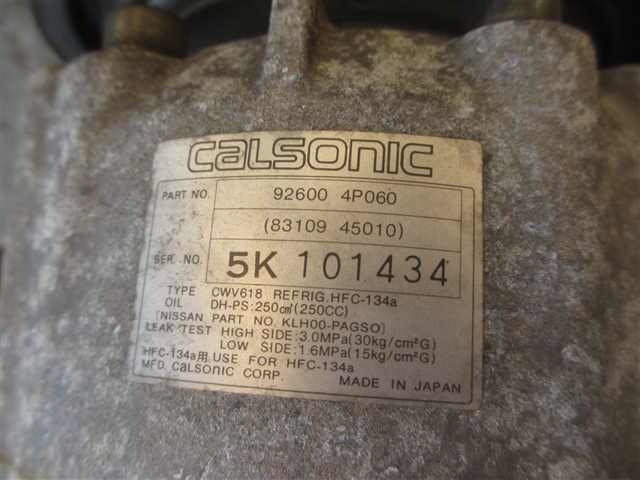 CALSONIC
PART NO. 92600 4P060
(83109 45010)
SER. NO. 5K 101434
TYPE CWV618 REFRIG. HFC-134a
OIL DH-PS: 250cm³ (250CC)
(NISSAN PART NO. KLH00-PAGSO)
LEAK TEST HIGH SIDE: 3.0MPa (30kg/cm²G)
LOW SIDE: 1.6MPa (15kg/cm²G)
HFC-134a用 USE FOR HFC-134a
MFD. CALSONIC CORP. MADE IN JAPAN